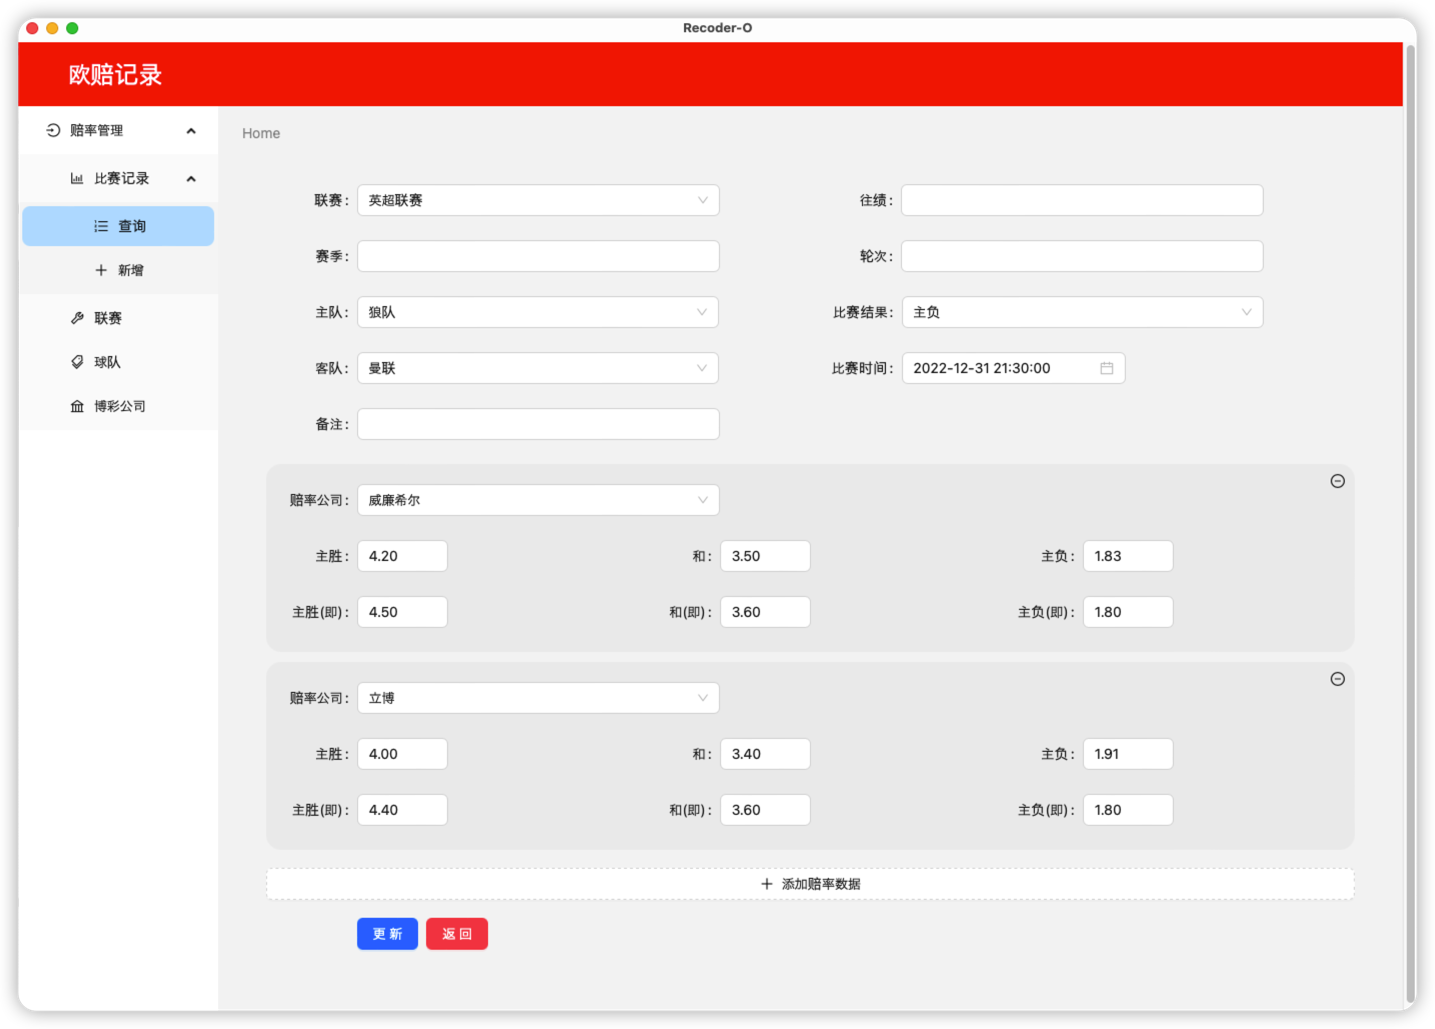 Recoder-O
欧赔记录
赔率管理
比赛记录
查询
新增
联赛
球队
博彩公司
Home
联赛: 英超联赛 往绩:
赛季: 轮次:
主队: 狼队 比赛结果: 主负
客队: 曼联 比赛时间: 2022-12-31 21:30:00
备注:
赔率公司: 威廉希尔
主胜: 4.20 和: 3.50 主负: 1.83
主胜(即): 4.50 和(即): 3.60 主负(即): 1.80
赔率公司: 立博
主胜: 4.00 和: 3.40 主负: 1.91
主胜(即): 4.40 和(即): 3.60 主负(即): 1.80
+ 添加赔率数据
更新 返回